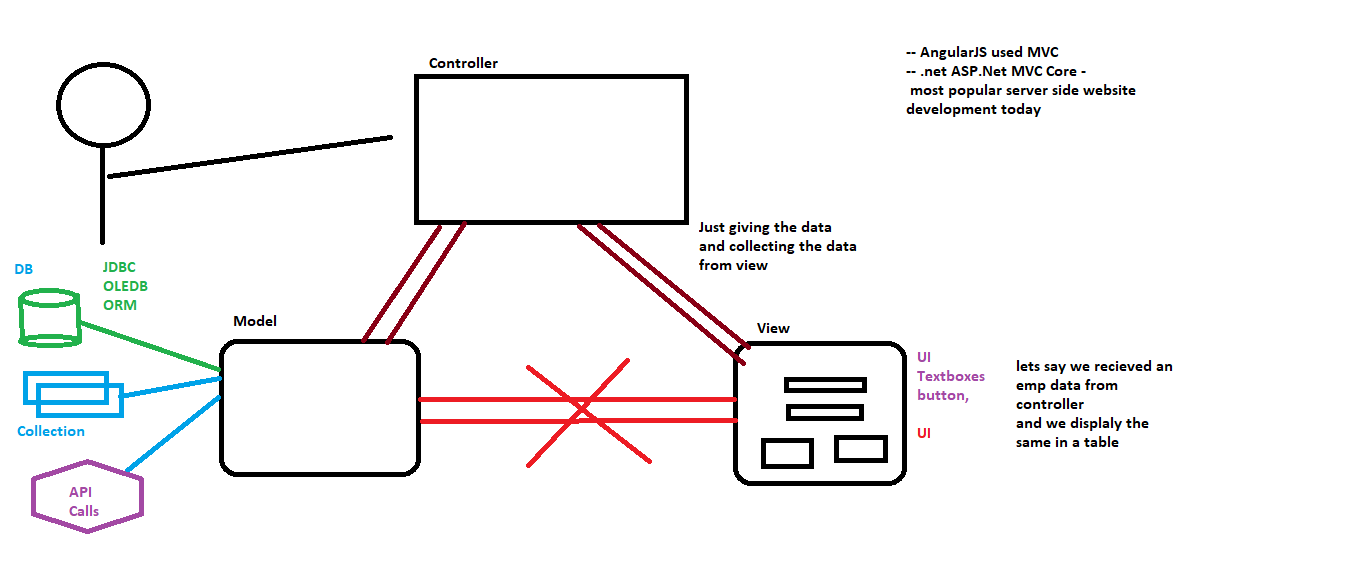 Controller
-- AngularJS used MVC
-- .net ASP.Net MVC Core -
most popular server side website
development today
Just giving the data
and collecting the data
from view
DB
JDBC
OLEDB
ORM
Model
View
UI
Textboxes
button,
UI
lets say we recieved an
emp data from
controller
and we displaly the
same in a table
Collection
API
Calls